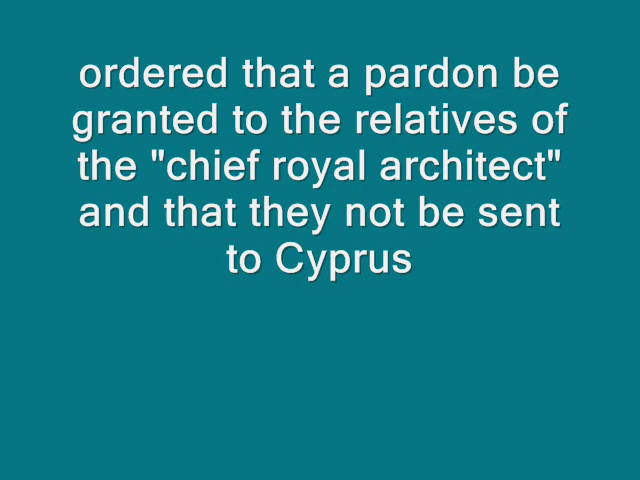 ordered that a pardon be
granted to the relatives of
the "chief royal architect"
and that they not be sent
to Cyprus